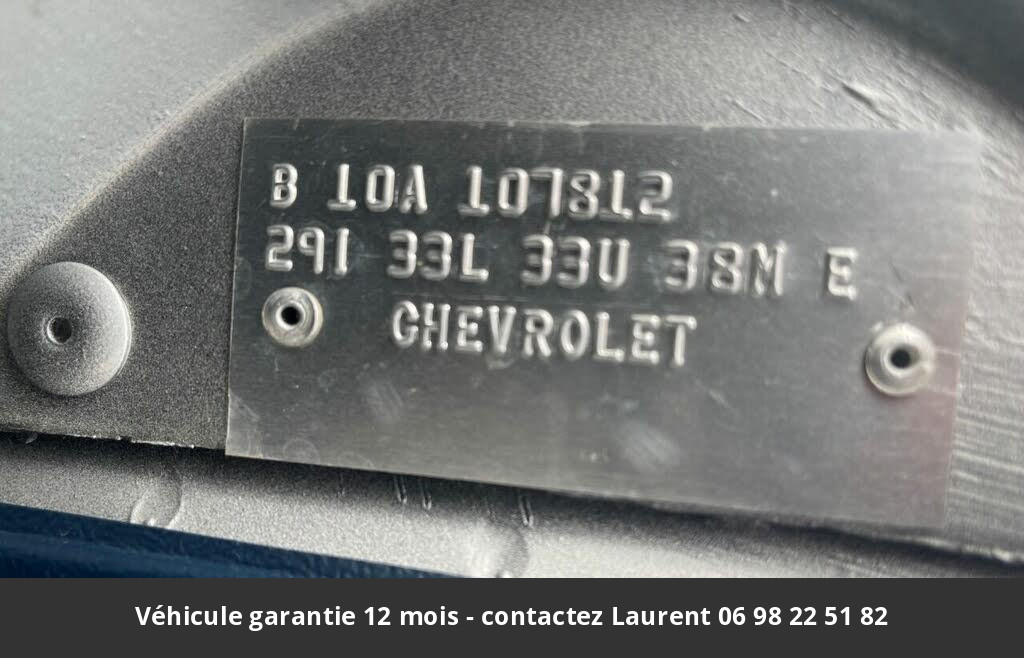 B 10A 107812
291 33L 33U 38M E
CHEVROLET
Véhicule garantie 12 mois - contactez Laurent 06 98 22 51 82